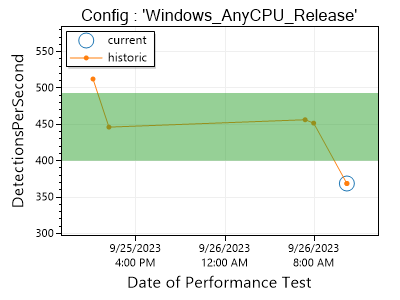 Config : 'Windows_AnyCPU_Release'
current
historic
DetectionsPerSecond
550
500
450
400
350
300
9/25/2023
4:00 PM
9/26/2023
12:00 AM
9/26/2023
8:00 AM
Date of Performance Test